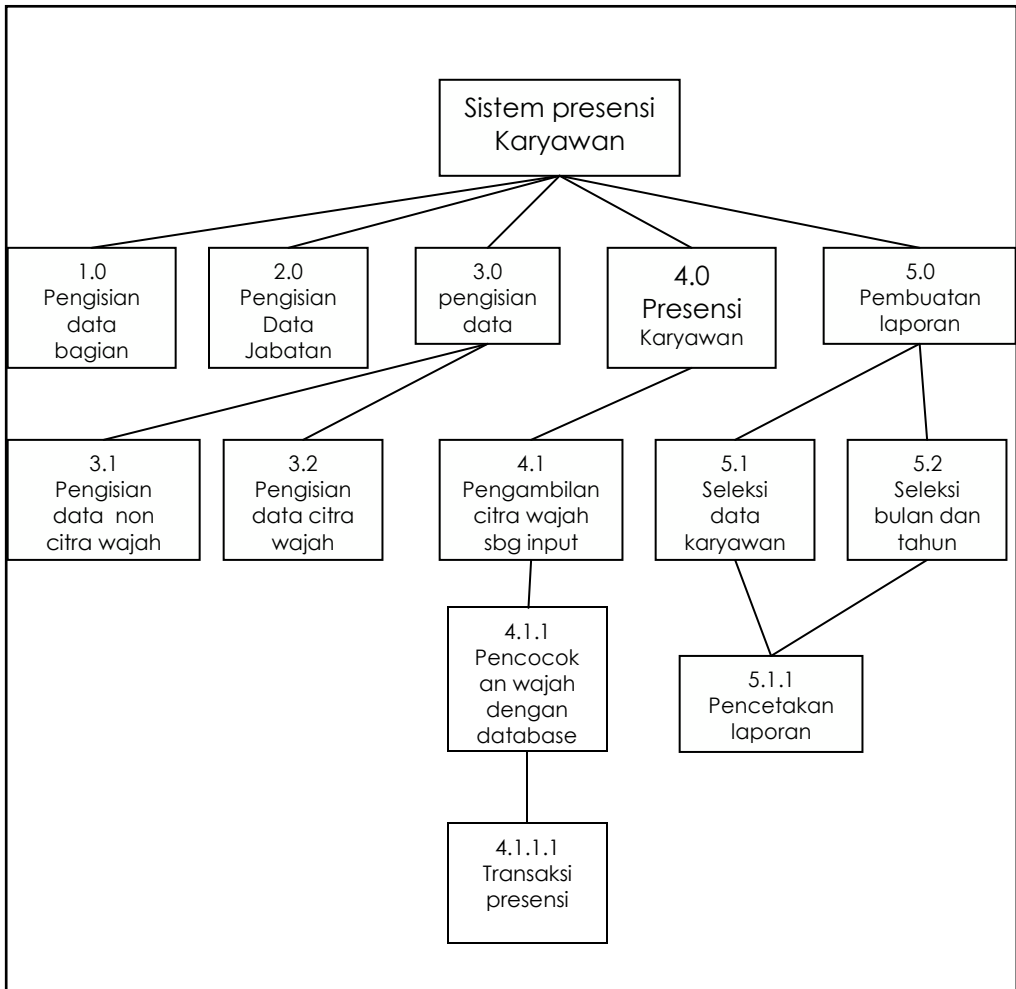 Sistem presensi
Karyawan
1.0
Pengisian
data
bagian
2.0
Pengisian
Data
Jabatan
3.0
pengisian
data
4.0
Presensi
Karyawan
5.0
Pembuatan
laporan
3.1
Pengisian
data non
citra wajah
3.2
Pengisian
data citra
wajah
4.1
Pengambilan
citra wajah
sbg input
5.1
Seleksi
data
karyawan
5.2
Seleksi
bulan dan
tahun
4.1.1
Pencocok
an wajah
dengan
database
5.1.1
Pencetakan
laporan
4.1.1.1
Transaksi
presensi